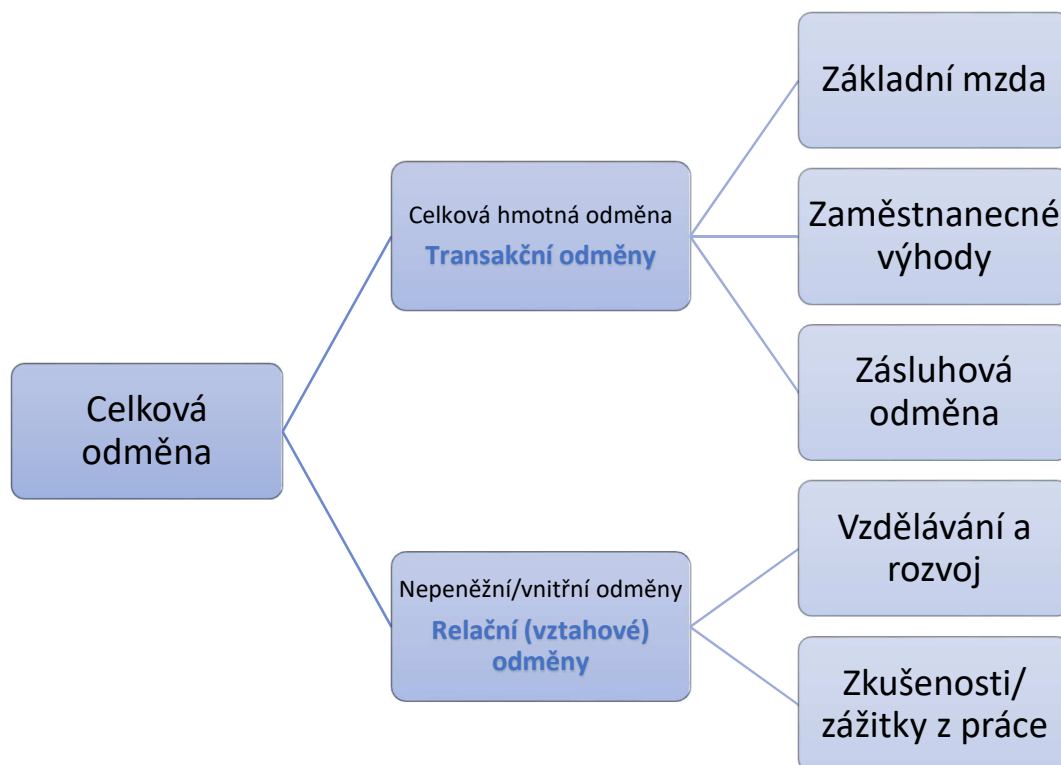 Celková
odměna
Celková hmotná odměna
Transakční odměny
Základní mzda
Zaměstnanecné
výhody
Zásluhová
odměna
Nepeněžní/vnitřní odměny
Relační (vztahové)
odměny
Vzdělávání a
rozvoj
Zkušenosti/
zážitky z práce